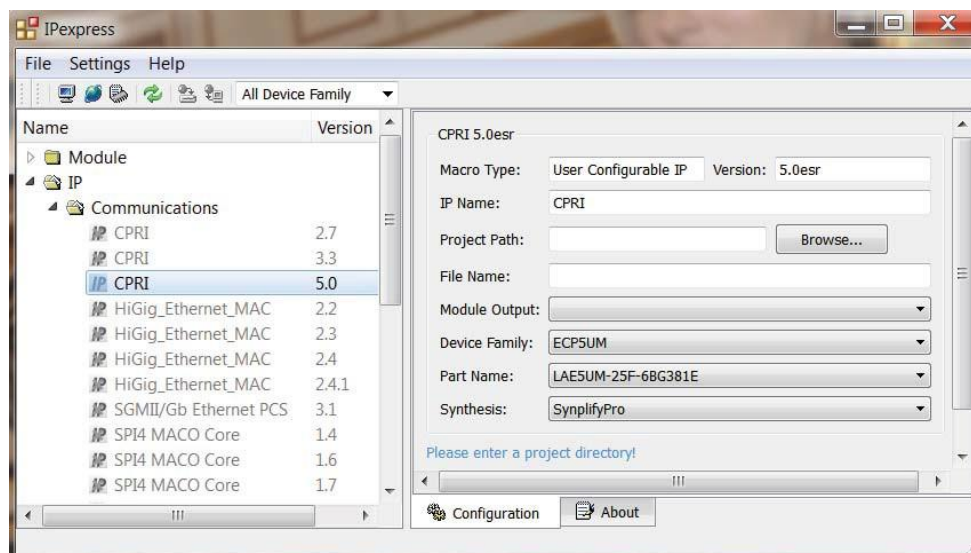 IPexpress
File Settings Help
All Device Family
Name Version
Module
IP
Communications
CPRI 2.7
CPRI 3.3
CPRI 5.0
HiGig_Ethernet_MAC 2.2
HiGig_Ethernet_MAC 2.3
HiGig_Ethernet_MAC 2.4
HiGig_Ethernet_MAC 2.4.1
SGMII/Gb Ethernet PCS 3.1
SPI4 MACO Core 1.4
SPI4 MACO Core 1.6
SPI4 MACO Core 1.7
CPRI 5.0esr
Macro Type: User Configurable IP Version: 5.0esr
IP Name: CPRI
Project Path: Browse...
File Name:
Module Output:
Device Family: ECP5UM
Part Name: LAE5UM-25F-6BG381E
Synthesis: SynplifyPro
Please enter a project directory!
Configuration About